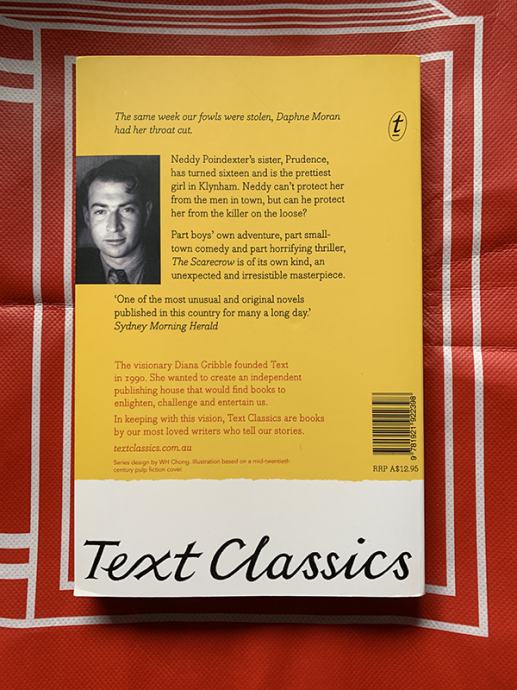 The same week our fowls were stolen, Daphne Moran
had her throat cut.
t
Neddy Poindexter's sister, Prudence,
has turned sixteen and is the prettiest
girl in Klynham. Neddy can't protect her
from the men in town, but can he protect
her from the killer on the loose?
Part boys' own adventure, part small-
town comedy and part horrifying thriller,
The Scarecrow is of its own kind, an
unexpected and irresistible masterpiece.
'One of the most unusual and original novels
published in this country for many a long day.'
Sydney Morning Herald
The visionary Diana Gribble founded Text
in 1990. She wanted to create an independent
publishing house that would find books to
enlighten, challenge and entertain us.
In keeping with this vision, Text Classics are books
by our most loved writers who tell our stories.
textclassics.com.au
Series design by WH Chong. Illustration based on a mid-twentieth-
century pulp fiction cover.
9 781921 922398
RRP A$12.95
Text Classics